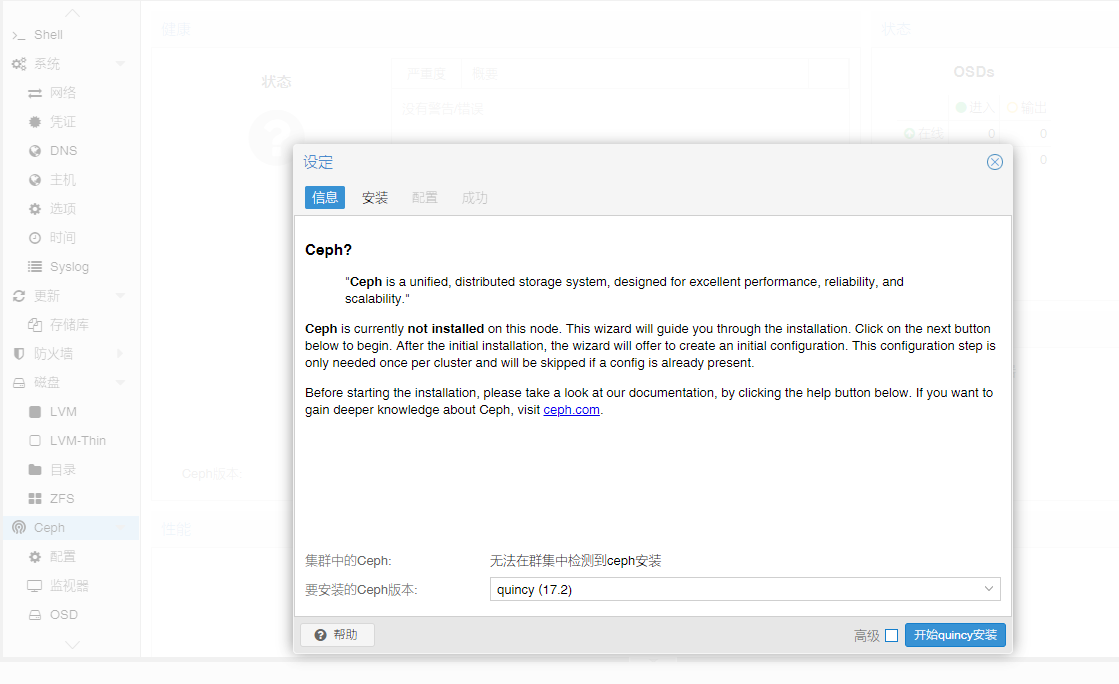 Shell
系统
网络
凭证
DNS
主机
选项
时间
Syslog
更新
存储库
防火墙
磁盘
LVM
LVM-Thin
目录
ZFS
Ceph
配置
监视器
OSD
健康
状态
严重度 概要
没有警告/错误
Ceph版本:
性能
状态
OSDs
进入 输出
在线 0 0
0
设定
信息 安装 配置 成功
Ceph?
"Ceph is a unified, distributed storage system, designed for excellent performance, reliability, and
scalability."
Ceph is currently not installed on this node. This wizard will guide you through the installation. Click on the next button
below to begin. After the initial installation, the wizard will offer to create an initial configuration. This configuration step is
only needed once per cluster and will be skipped if a config is already present.
Before starting the installation, please take a look at our documentation, by clicking the help button below. If you want to
gain deeper knowledge about Ceph, visit ceph.com.
集群中的Ceph: 无法在群集中检测到ceph安装
要安装的Ceph版本: quincy (17.2)
帮助 高级 开始quincy安装